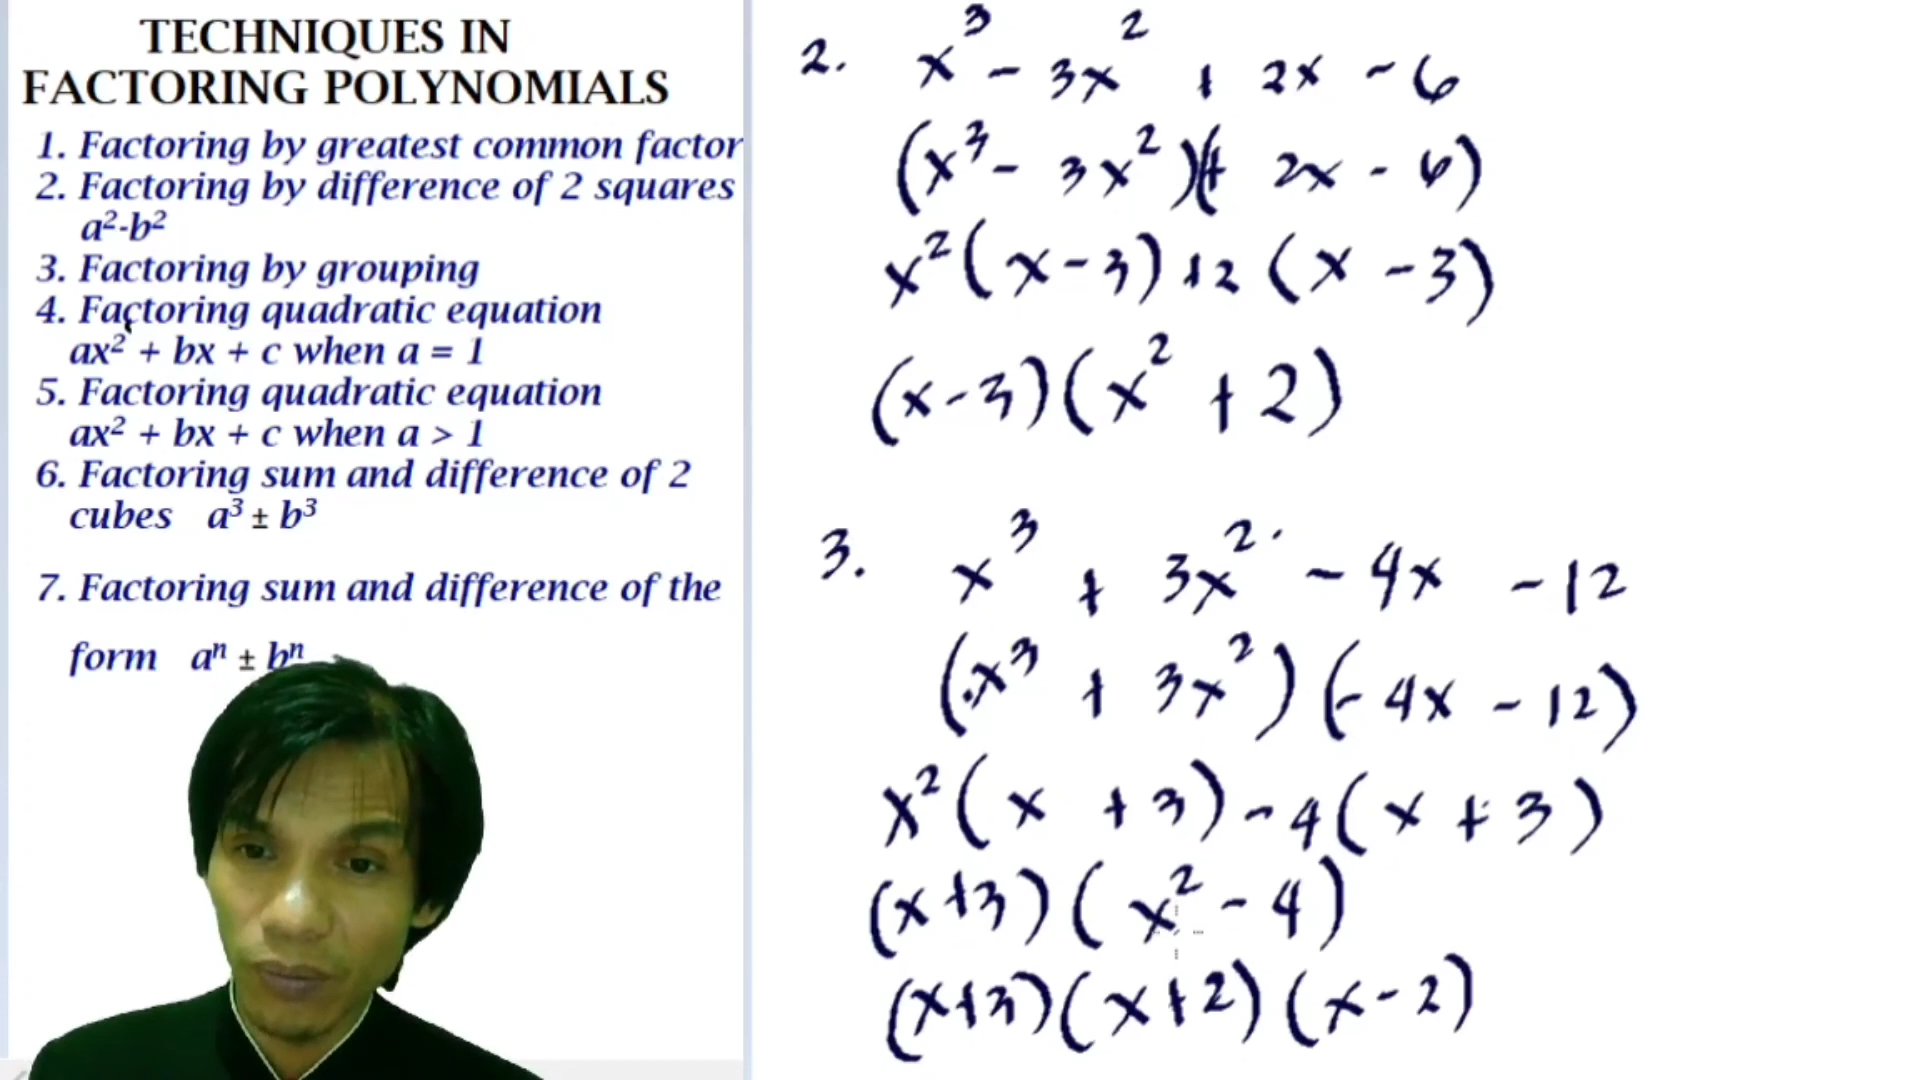 TECHNIQUES IN
FACTORING POLYNOMIALS
1. Factoring by greatest common factor
2. Factoring by difference of 2 squares
a²-b²
3. Factoring by grouping
4. Factoring quadratic equation
ax² + bx + c when a = 1
5. Factoring quadratic equation
ax² + bx + c when a > 1
6. Factoring sum and difference of 2
cubes a³ ± b³
7. Factoring sum and difference of the
form aⁿ ± bⁿ
2. x³ - 3x² + 2x - 6
(x³ - 3x²)(+ 2x - 6)
x²(x-3)+2(x-3)
(x-3)(x² + 2)
3. x³ + 3x² - 4x - 12
(x³ + 3x²)(-4x - 12)
x²(x + 3) - 4(x + 3)
(x+3)(x² - 4)
(x+3)(x+2)(x-2)